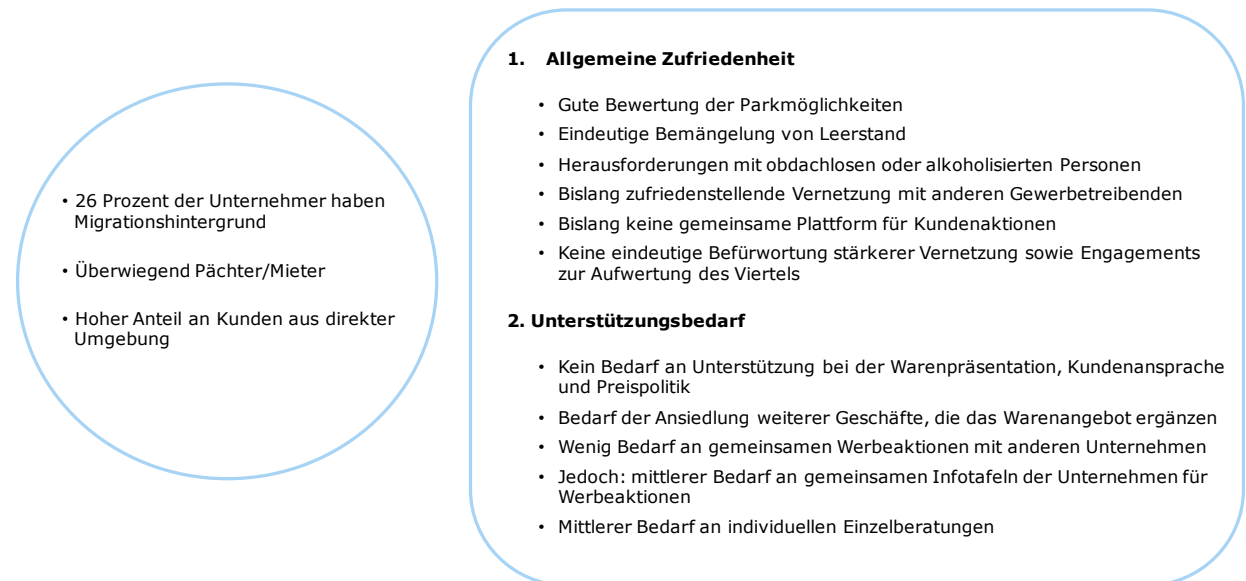 • 26 Prozent der Unternehmer haben
Migrationshintergrund
• Überwiegend Pächter/Mieter
• Hoher Anteil an Kunden aus direkter
Umgebung
1. Allgemeine Zufriedenheit
• Gute Bewertung der Parkmöglichkeiten
• Eindeutige Bemängelung von Leerstand
• Herausforderungen mit obdachlosen oder alkoholisierten Personen
• Bislang zufriedenstellende Vernetzung mit anderen Gewerbetreibenden
• Bislang keine gemeinsame Plattform für Kundenaktionen
• Keine eindeutige Befürwortung stärkerer Vernetzung sowie Engagements
zur Aufwertung des Viertels
2. Unterstützungsbedarf
• Kein Bedarf an Unterstützung bei der Warenpräsentation, Kundenansprache
und Preispolitik
• Bedarf der Ansiedlung weiterer Geschäfte, die das Warenangebot ergänzen
• Wenig Bedarf an gemeinsamen Werbeaktionen mit anderen Unternehmen
• Jedoch: mittlerer Bedarf an gemeinsamen Infotafeln der Unternehmen für
Werbeaktionen
• Mittlerer Bedarf an individuellen Einzelberatungen